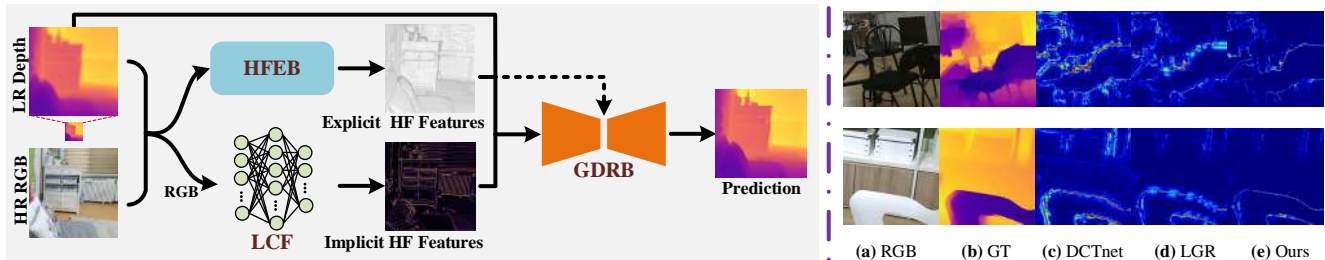 LR Depth
HR RGB
HFEB
Explicit HF Features
RGB
LCF
Implicit HF Features
GDRB
Prediction
(a) RGB
(b) GT
(c) DCTnet
(d) LGR
(e) Ours